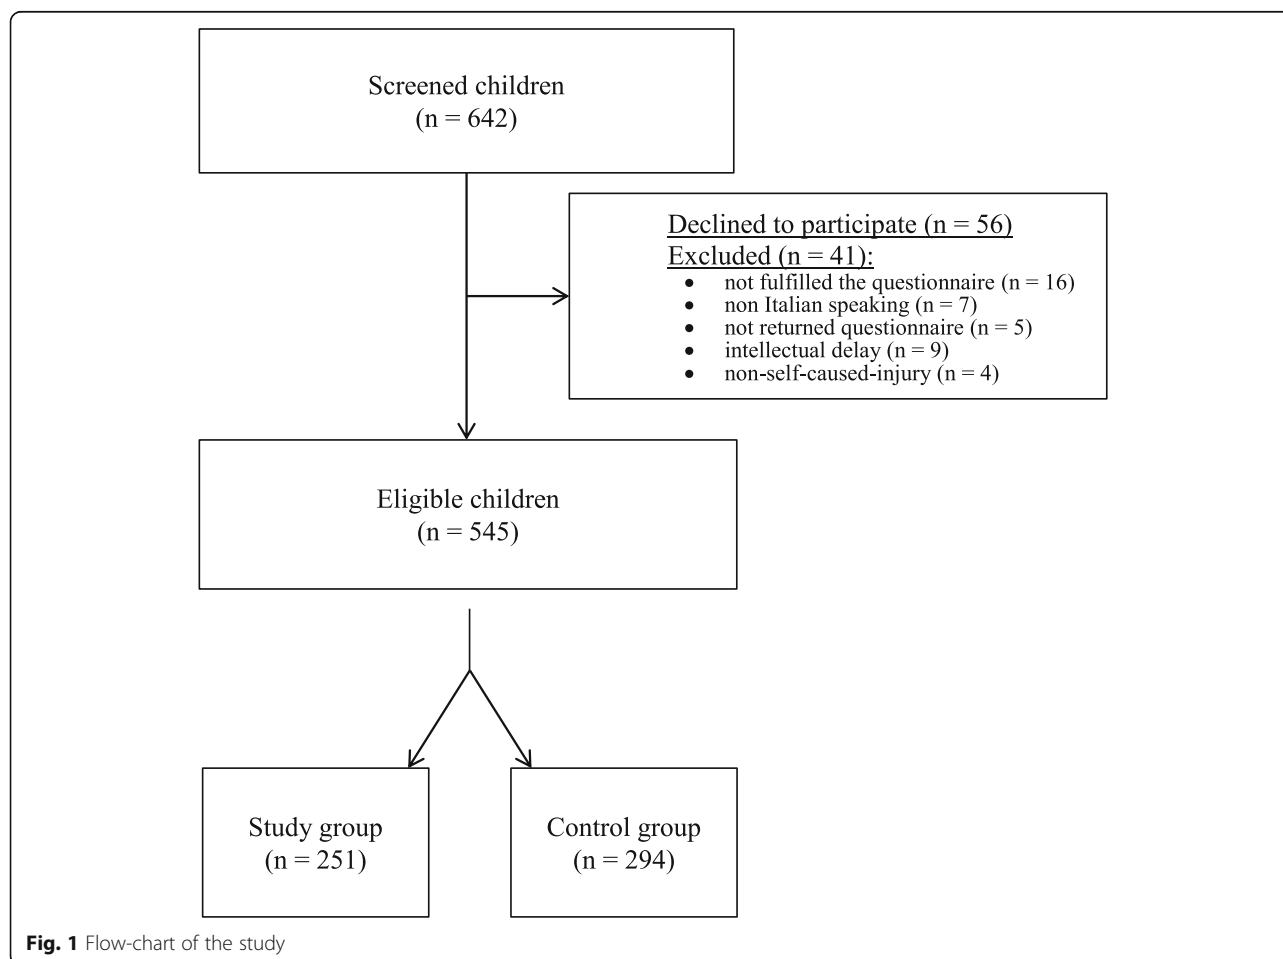 Screened children
(n = 642)
Declined to participate (n = 56)
Excluded (n = 41):
• not fulfilled the questionnaire (n = 16)
• non Italian speaking (n = 7)
• not returned questionnaire (n = 5)
• intellectual delay (n = 9)
• non-self-caused-injury (n = 4)
Eligible children
(n = 545)
Study group
(n = 251)
Control group
(n = 294)
Fig. 1 Flow-chart of the study